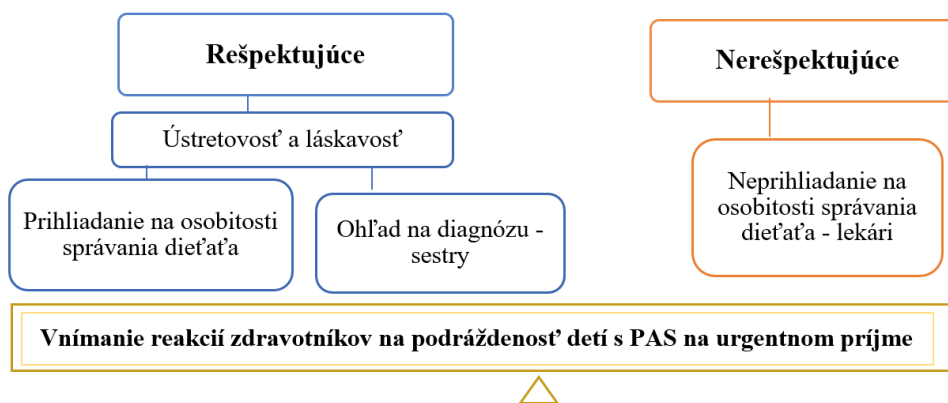 Rešpektujúce
Nerešpektujúce
Ústretovosť a láskavosť
Prihliadanie na osobitosti
správania dieťaťa
Ohľad na diagnózu -
sestry
Neprihliadanie na
osobitosti správania
dieťaťa - lekári
Vnímanie reakcií zdravotníkov na podráždenosť detí s PAS na urgentnom príjme